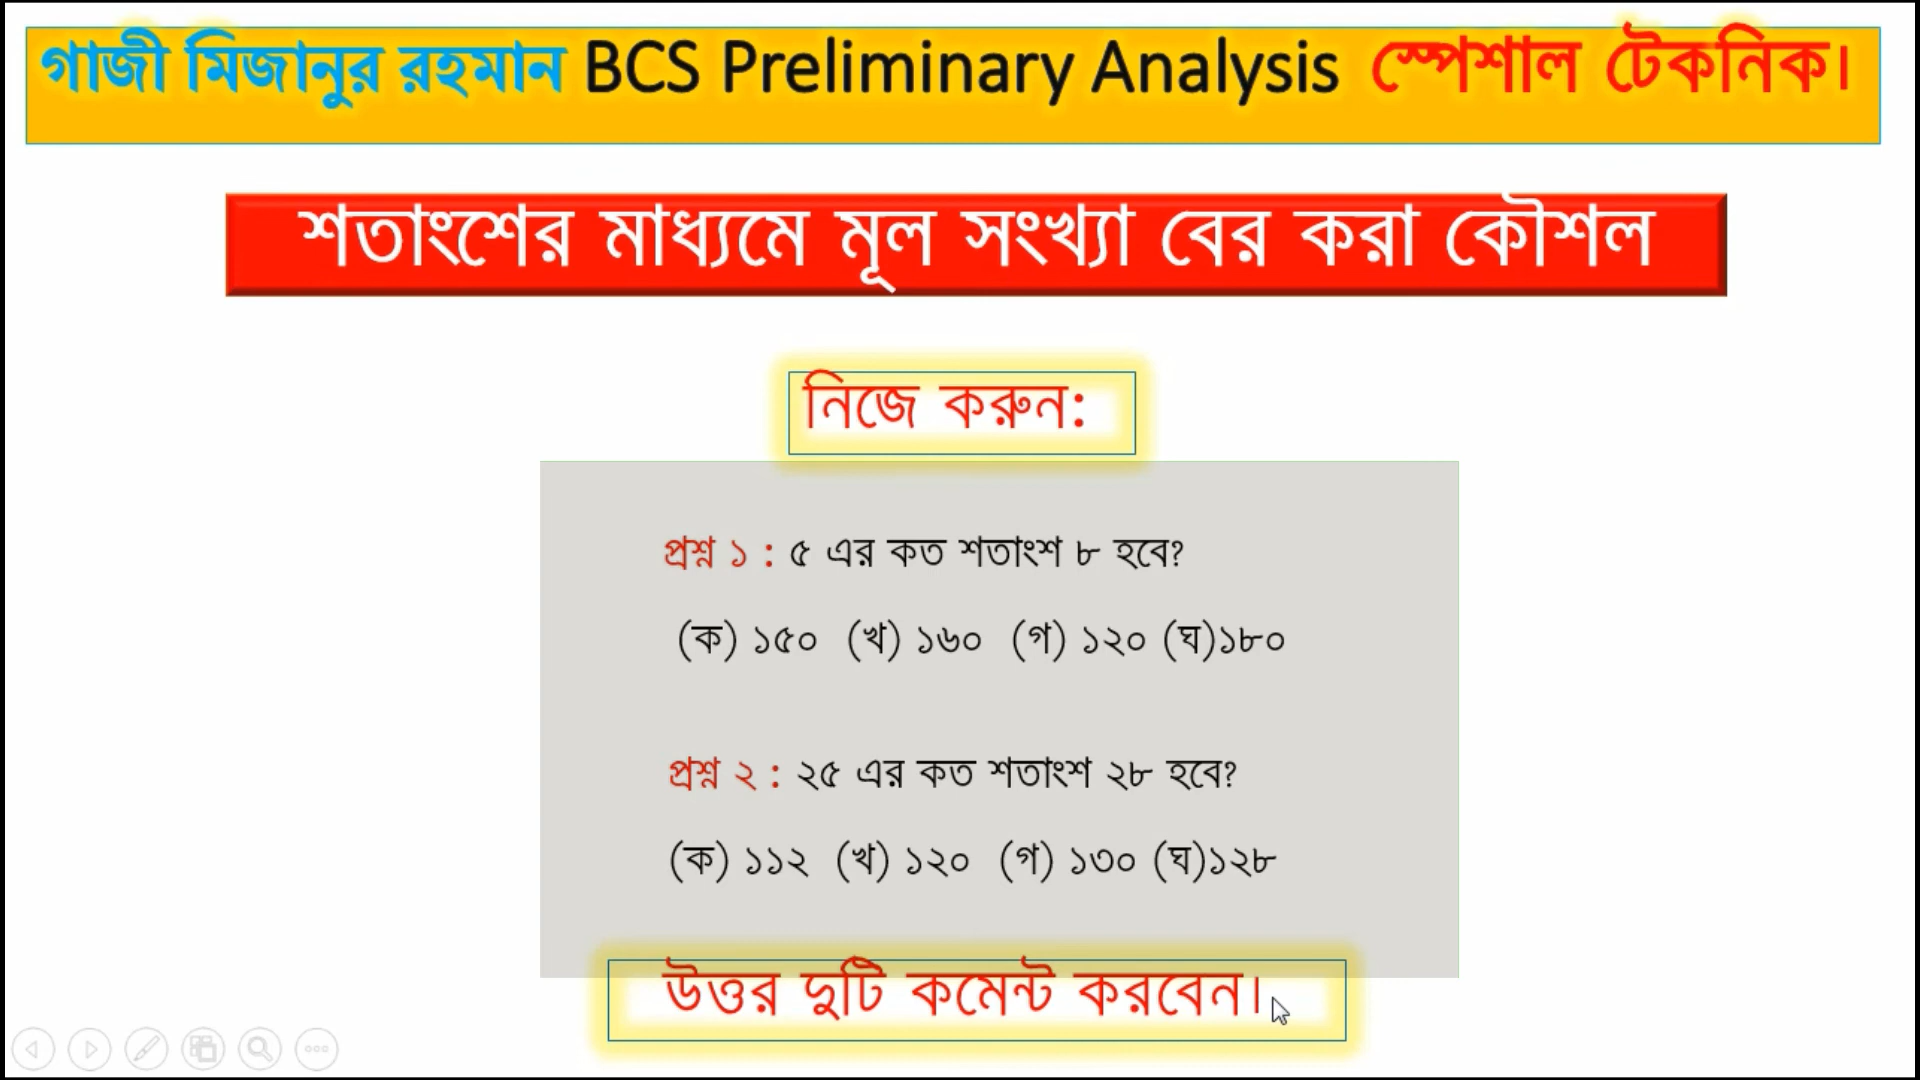 গাজী মিজানুর রহমান BCS Preliminary Analysis স্পেশাল টেকনিক।
শতাংশের মাধ্যমে মূল সংখ্যা বের করা কৌশল
নিজে করুন:
প্রশ্ন ১ : ৫ এর কত শতাংশ ৮ হবে?
(ক) ১৫০ (খ) ১৬০ (গ) ১২০ (ঘ)১৮০
প্রশ্ন ২ : ২৫ এর কত শতাংশ ২৮ হবে?
(ক) ১১২ (খ) ১২০ (গ) ১৩০ (ঘ)১২৮
উত্তর দুটি কমেন্ট করবেন।